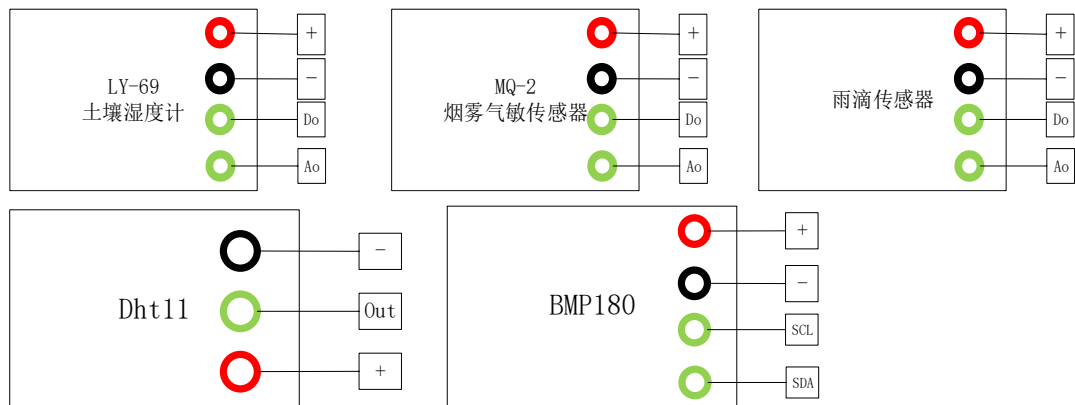 LY-69
土壤湿度计
+
−
Do
Ao
MQ-2
烟雾气敏传感器
+
−
Do
Ao
雨滴传感器
+
−
Do
Ao
Dht11
−
Out
+
BMP180
+
−
SCL
SDA